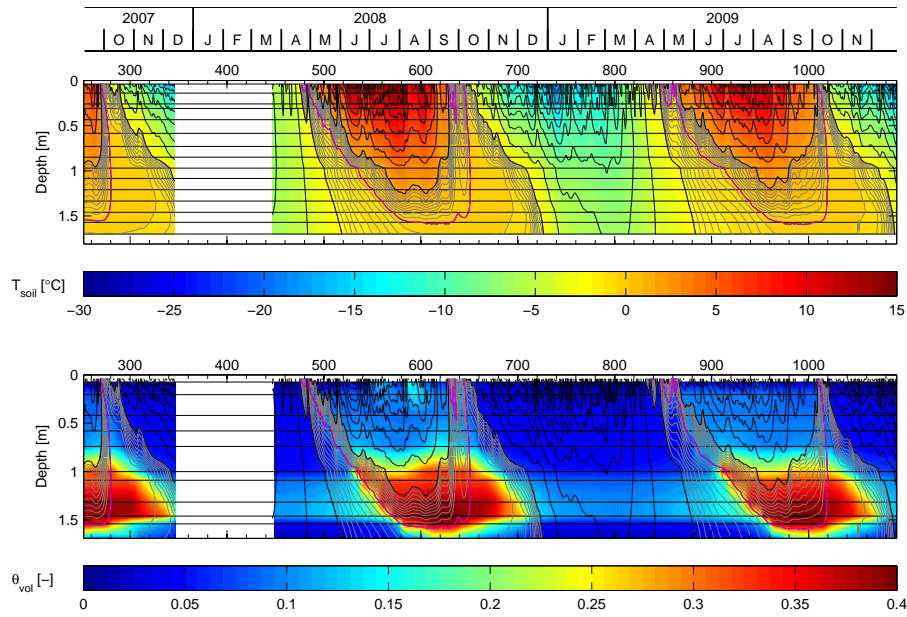 2007 2008 2009
O N D J F M A M J J A S O N D J F M A M J J A S O N
300 400 500 600 700 800 900 1000
0
0.5
1
1.5
Depth [m]
T_soil [°C]
−30 −25 −20 −15 −10 −5 0 5 10 15
300 400 500 600 700 800 900 1000
0
0.5
1
1.5
Depth [m]
θ_vol [−]
0 0.05 0.1 0.15 0.2 0.25 0.3 0.35 0.4